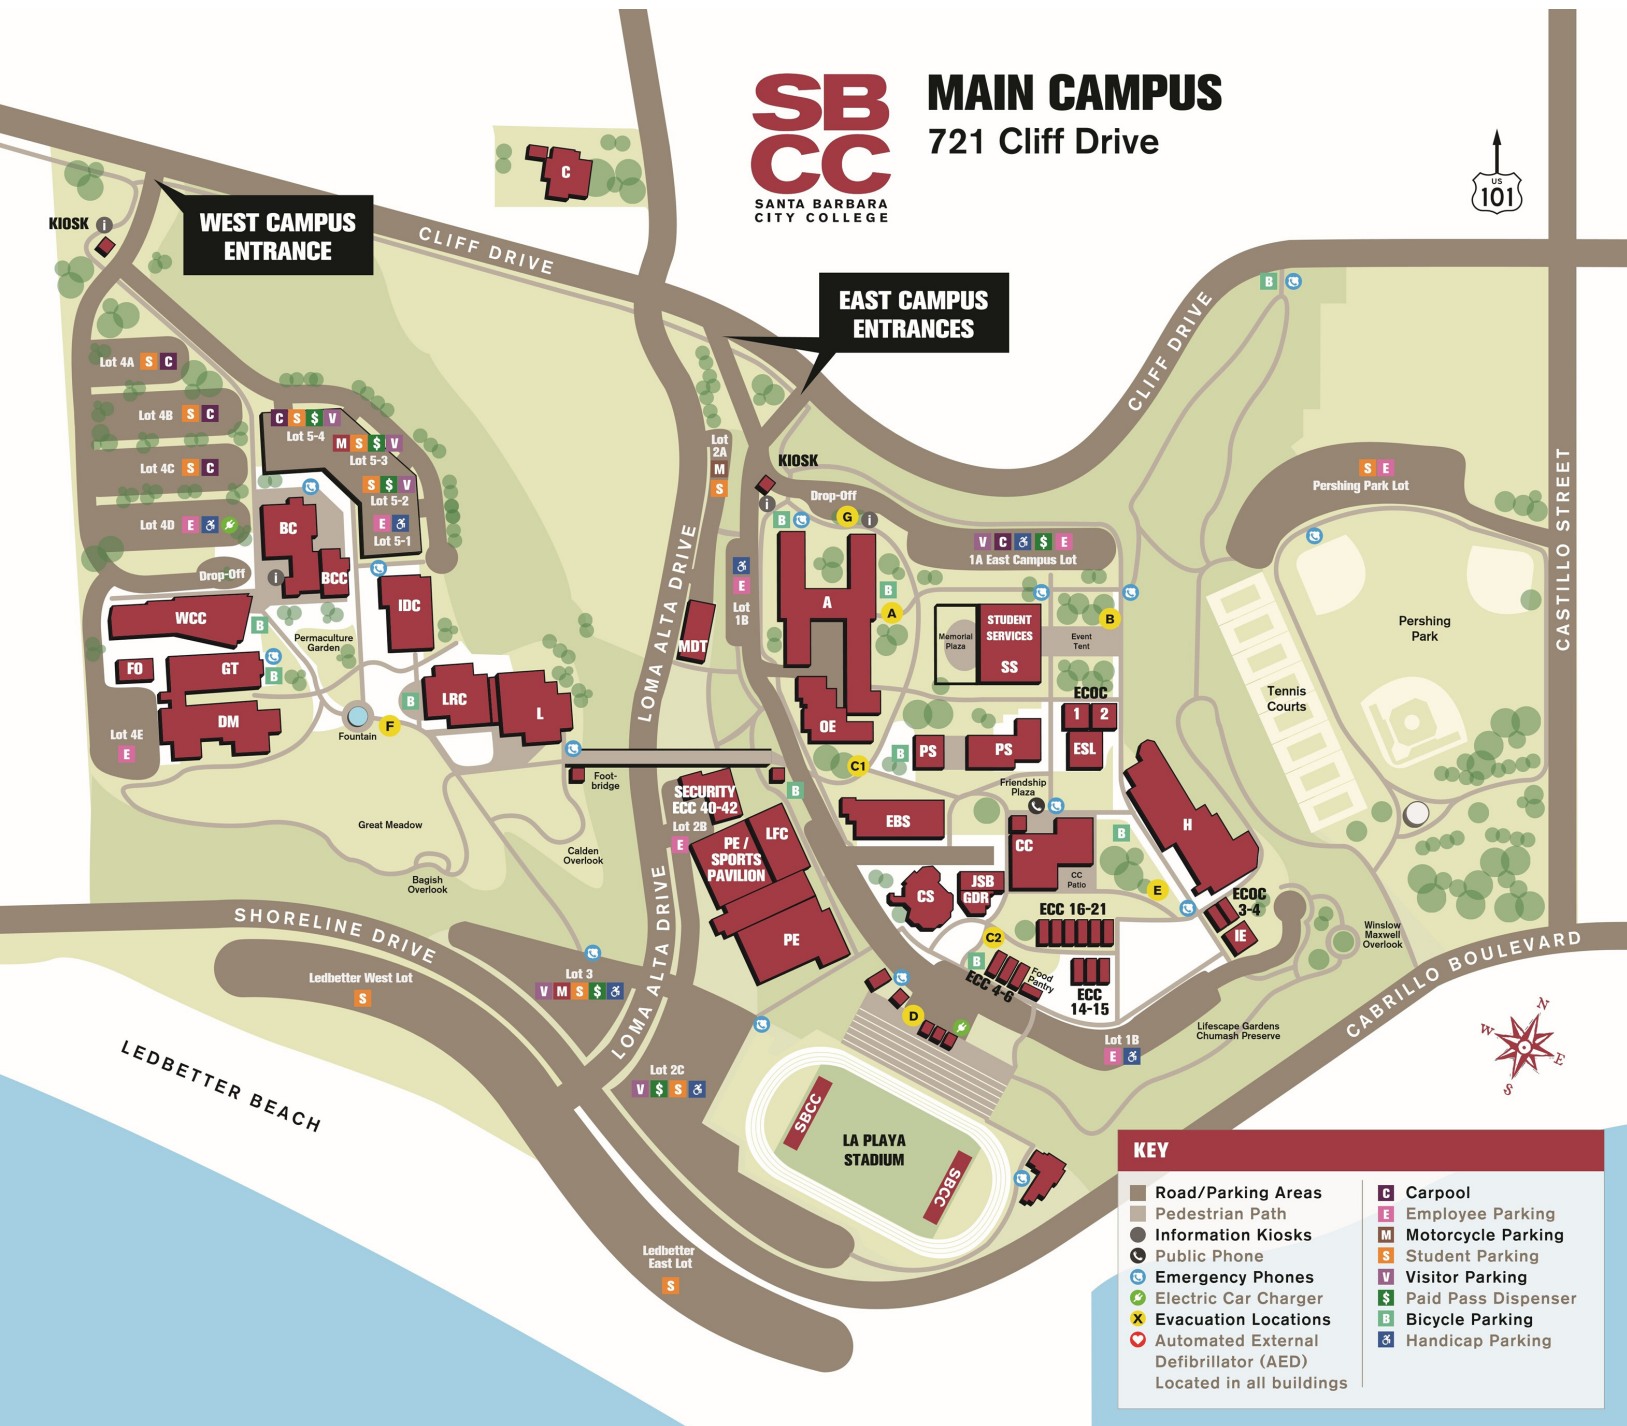 SB
CC
SANTA BARBARA
CITY COLLEGE
MAIN CAMPUS
721 Cliff Drive
US
101
C
KIOSK i
WEST CAMPUS
ENTRANCE
CLIFF DRIVE
EAST CAMPUS
ENTRANCES
B
CLIFF DRIVE
CASTILLO STREET
Lot 4A S C
Lot 4B S C
Lot 4C S C
Lot 4D E
C S $ V
Lot 5-4
M S $ V
Lot 5-3
S $ V
Lot 5-2
E
Lot 5-1
Lot
2A
M
S
KIOSK
i
Drop-Off
G i
B
S E
Pershing Park Lot
V C $ E
1A East Campus Lot
E
Lot
1B
BC
BCC
i
Drop-Off
WCC
B
IDC
Permaculture
Garden
FO
GT
B
DM
Lot 4E
E
Fountain
F
B
LRC
L
LOMA ALTA DRIVE
MDT
A
B
A
OE
Memorial
Plaza
STUDENT
SERVICES
SS
Event
Tent
B
ECOC
1 2
ESL
PS
PS
B
C1
Pershing
Park
Tennis
Courts
Foot-
bridge
SECURITY
ECC 40-42
B
Lot 2B
E
LFC
PE /
SPORTS
PAVILION
PE
EBS
Friendship
Plaza
CC
CC
Patio
B
H
E
CS
JSB
GDR
ECC 16-21
C2
B
ECC 4-6
Food
Pantry
ECC
14-15
ECOC
3-4
IE
Winslow
Maxwell
Overlook
Great Meadow
Bagish
Overlook
Calden
Overlook
SHORELINE DRIVE
Ledbetter West Lot
S
Lot 3
V M S $
LOMA ALTA DRIVE
LEDBETTER BEACH
Lot 2C
V $ S
D
Lot 1B
E
Lifescape Gardens
Chumash Preserve
CABRILLO BOULEVARD
N
W
E
S
SBCC
LA PLAYA
STADIUM
SBCC
Ledbetter
East Lot
S
KEY
Road/Parking Areas
Pedestrian Path
Information Kiosks
Public Phone
Emergency Phones
Electric Car Charger
X Evacuation Locations
Automated External
Defibrillator (AED)
Located in all buildings
C Carpool
E Employee Parking
M Motorcycle Parking
S Student Parking
V Visitor Parking
$ Paid Pass Dispenser
B Bicycle Parking
Handicap Parking